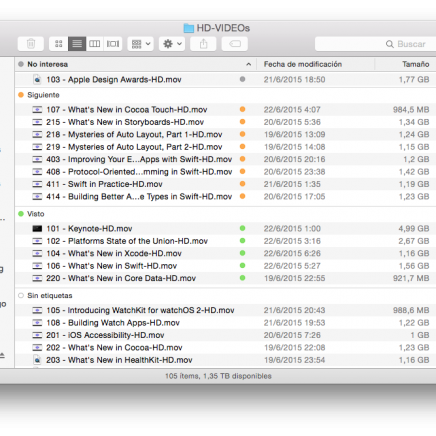 HD-VIDEOs
Buscar
No interesa Fecha de modificación Tamaño
103 - Apple Design Awards-HD.mov 21/6/2015 18:50 1,77 GB
Siguiente
107 - What's New in Cocoa Touch-HD.mov 22/6/2015 4:07 984,5 MB
215 - What's New in Storyboards-HD.mov 20/6/2015 5:36 1,34 GB
218 - Mysteries of Auto Layout, Part 1-HD.mov 19/6/2015 13:09 1,24 GB
219 - Mysteries of Auto Layout, Part 2-HD.mov 19/6/2015 14:08 1,15 GB
403 - Improving Your E...Apps with Swift-HD.mov 20/6/2015 20:16 1,2 GB
408 - Protocol-Oriented...mming in Swift-HD.mov 20/6/2015 23:38 1,42 GB
411 - Swift in Practice-HD.mov 21/6/2015 1:35 1,19 GB
414 - Building Better A...e Types in Swift-HD.mov 20/6/2015 17:05 1,23 GB
Visto
101 - Keynote-HD.mov 22/6/2015 1:00 4,99 GB
102 - Platforms State of the Union-HD.mov 22/6/2015 3:16 2,67 GB
104 - What's New in Xcode-HD.mov 22/6/2015 6:26 1,16 GB
106 - What's New in Swift-HD.mov 22/6/2015 5:27 1,56 GB
220 - What's New in Core Data-HD.mov 19/6/2015 22:55 921,7 MB
Sin etiquetas
105 - Introducing WatchKit for watchOS 2-HD.mov 21/6/2015 20:43 988,6 MB
108 - Building Watch Apps-HD.mov 21/6/2015 19:53 1,22 GB
201 - iOS Accessibility-HD.mov 20/6/2015 7:26 1 GB
202 - What's New in Cocoa-HD.mov 19/6/2015 22:08 1,23 GB
203 - What's New in HealthKit-HD.mov 19/6/2015 23:54 1,16 GB
105 ítems, 1,35 TB disponibles